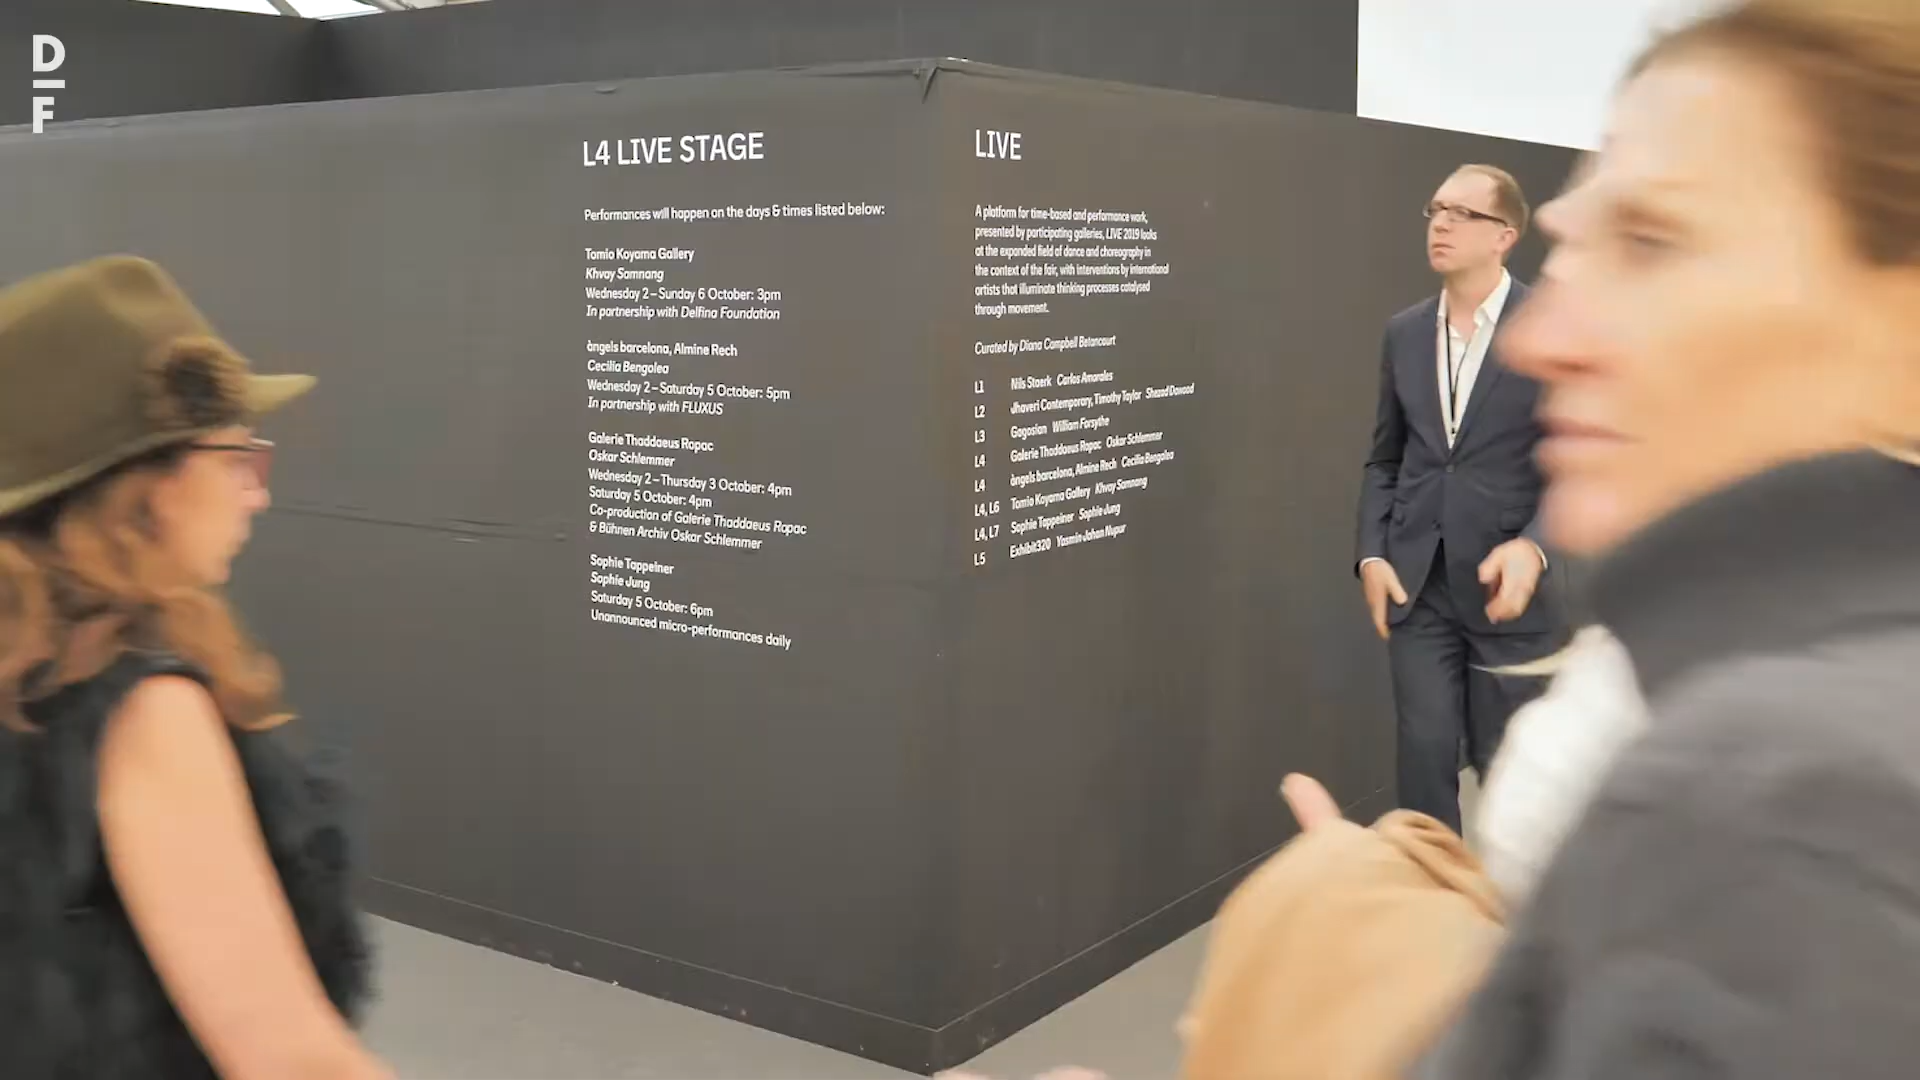 D
F
L4 LIVE STAGE
Performances will happen on the days & times listed below:
Tomio Koyama Gallery
Khvay Samnang
Wednesday 2 – Sunday 6 October: 3pm
In partnership with Delfina Foundation
àngels barcelona, Almine Rech
Cecilia Bengolea
Wednesday 2 – Saturday 5 October: 5pm
In partnership with FLUXUS
Galerie Thaddaeus Ropac
Oskar Schlemmer
Wednesday 2 – Thursday 3 October: 4pm
Saturday 5 October: 4pm
Co-production of Galerie Thaddaeus Ropac
& Bühnen Archiv Oskar Schlemmer
Sophie Tappeiner
Sophie Jung
Saturday 5 October: 6pm
Unannounced micro-performances daily
LIVE
A platform for time-based and performance work,
presented by participating galleries, LIVE 2019 looks
at the expanded field of dance and choreography in
the context of the fair, with interventions by international
artists that illuminate thinking processes catalysed
through movement.
Curated by Diana Campbell Betancourt
L1 Nils Staerk Carlos Amorales
L2 Jhaveri Contemporary, Timothy Taylor Shezad Dawood
L3 Gagosian William Forsythe
L4 Galerie Thaddaeus Ropac Oskar Schlemmer
L4 àngels barcelona, Almine Rech Cecilia Bengolea
L4, L6 Tomio Koyama Gallery Khvay Samnang
L4, L7 Sophie Tappeiner Sophie Jung
L5 Exhibit320 Yasmin Jahan Nupur